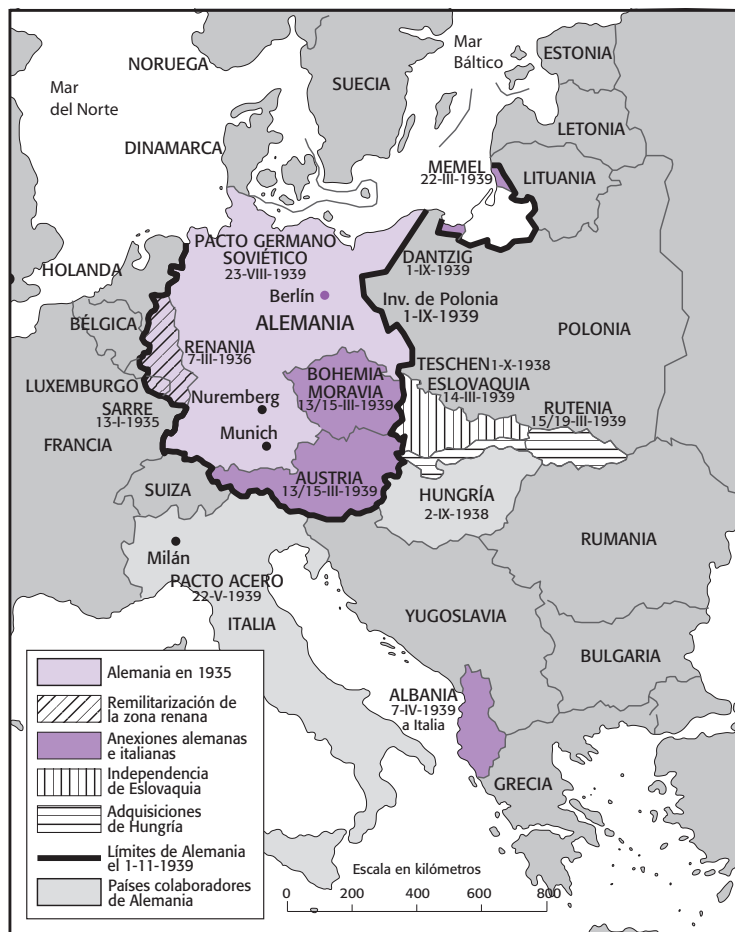 NORUEGA
SUECIA
Mar
Báltico
ESTONIA
Mar
del Norte
LETONIA
DINAMARCA
MEMEL
22-III-1939
LITUANIA
PACTO GERMANO
SOVIÉTICO
23-VIII-1939
DANTZIG
1-IX-1939
HOLANDA
Berlín
Inv. de Polonia
1-IX-1939
BÉLGICA
ALEMANIA
POLONIA
RENANIA
7-III-1936
BOHEMIA
MORAVIA
13/15-III-1939
TESCHEN 1-X-1938
ESLOVAQUIA
14-III-1939
LUXEMBURGO
Nuremberg
RUTENIA
15/19-III-1939
SARRE
13-I-1935
Munich
FRANCIA
AUSTRIA
13/15-III-1939
SUIZA
HUNGRÍA
2-IX-1938
RUMANIA
Milán
PACTO ACERO
22-V-1939
ITALIA
YUGOSLAVIA
BULGARIA
ALBANIA
7-IV-1939
a Italia
GRECIA
Alemania en 1935
Remilitarización de
la zona renana
Anexiones alemanas
e italianas
Independencia
de Eslovaquia
Adquisiciones
de Hungría
Límites de Alemania
el 1-11-1939
Países colaboradores
de Alemania
Escala en kilómetros
0 200 400 600 800